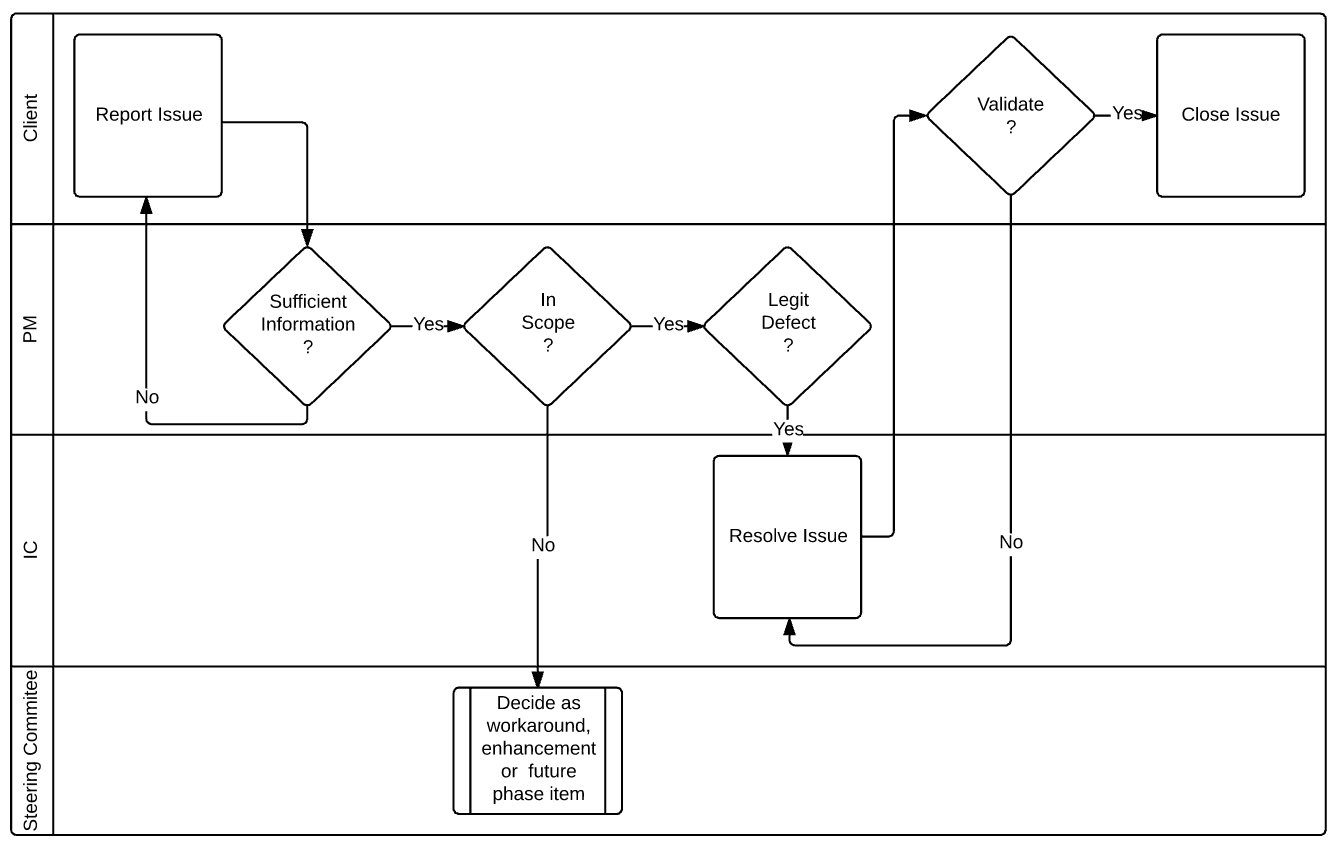 Client
Report Issue
Validate
?
Yes
Close Issue
PM
Sufficient
Information
?
Yes
In
Scope
?
Yes
Legit
Defect
?
No
Yes
IC
Resolve Issue
No
No
Steering Commitee
Decide as
workaround,
enhancement
or future
phase item